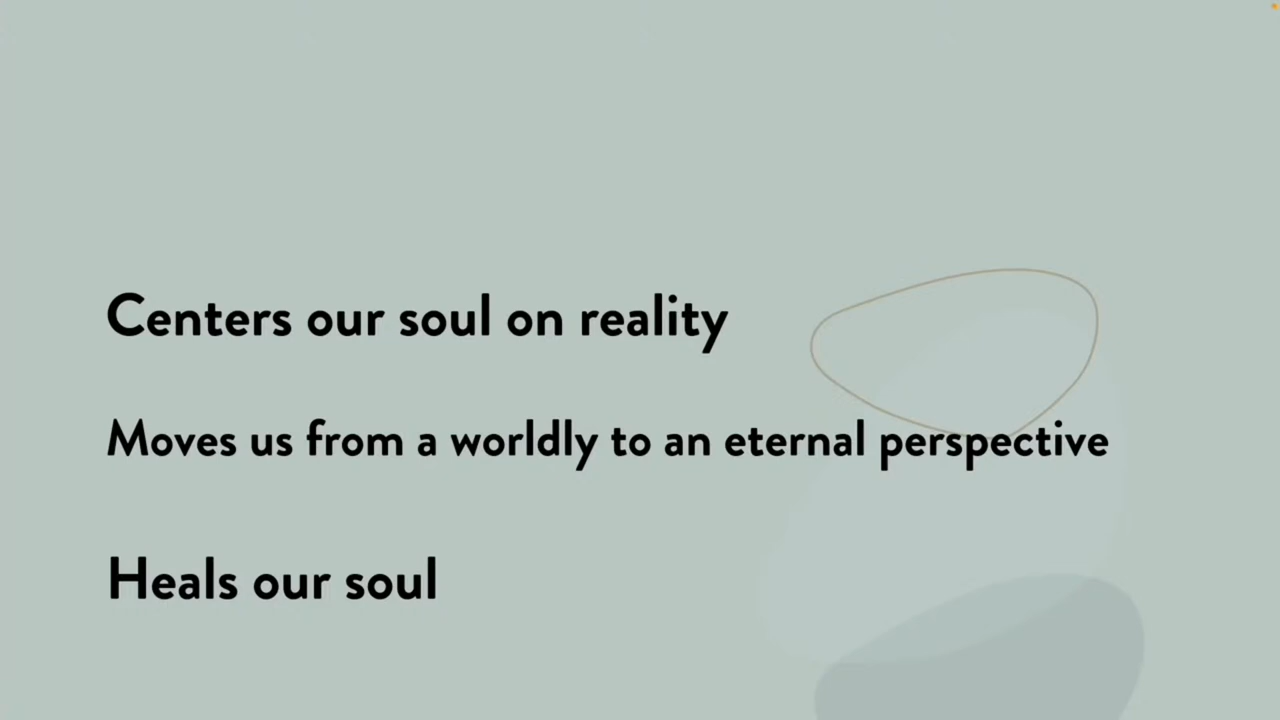 Centers our soul on reality
Moves us from a worldly to an eternal perspective
Heals our soul